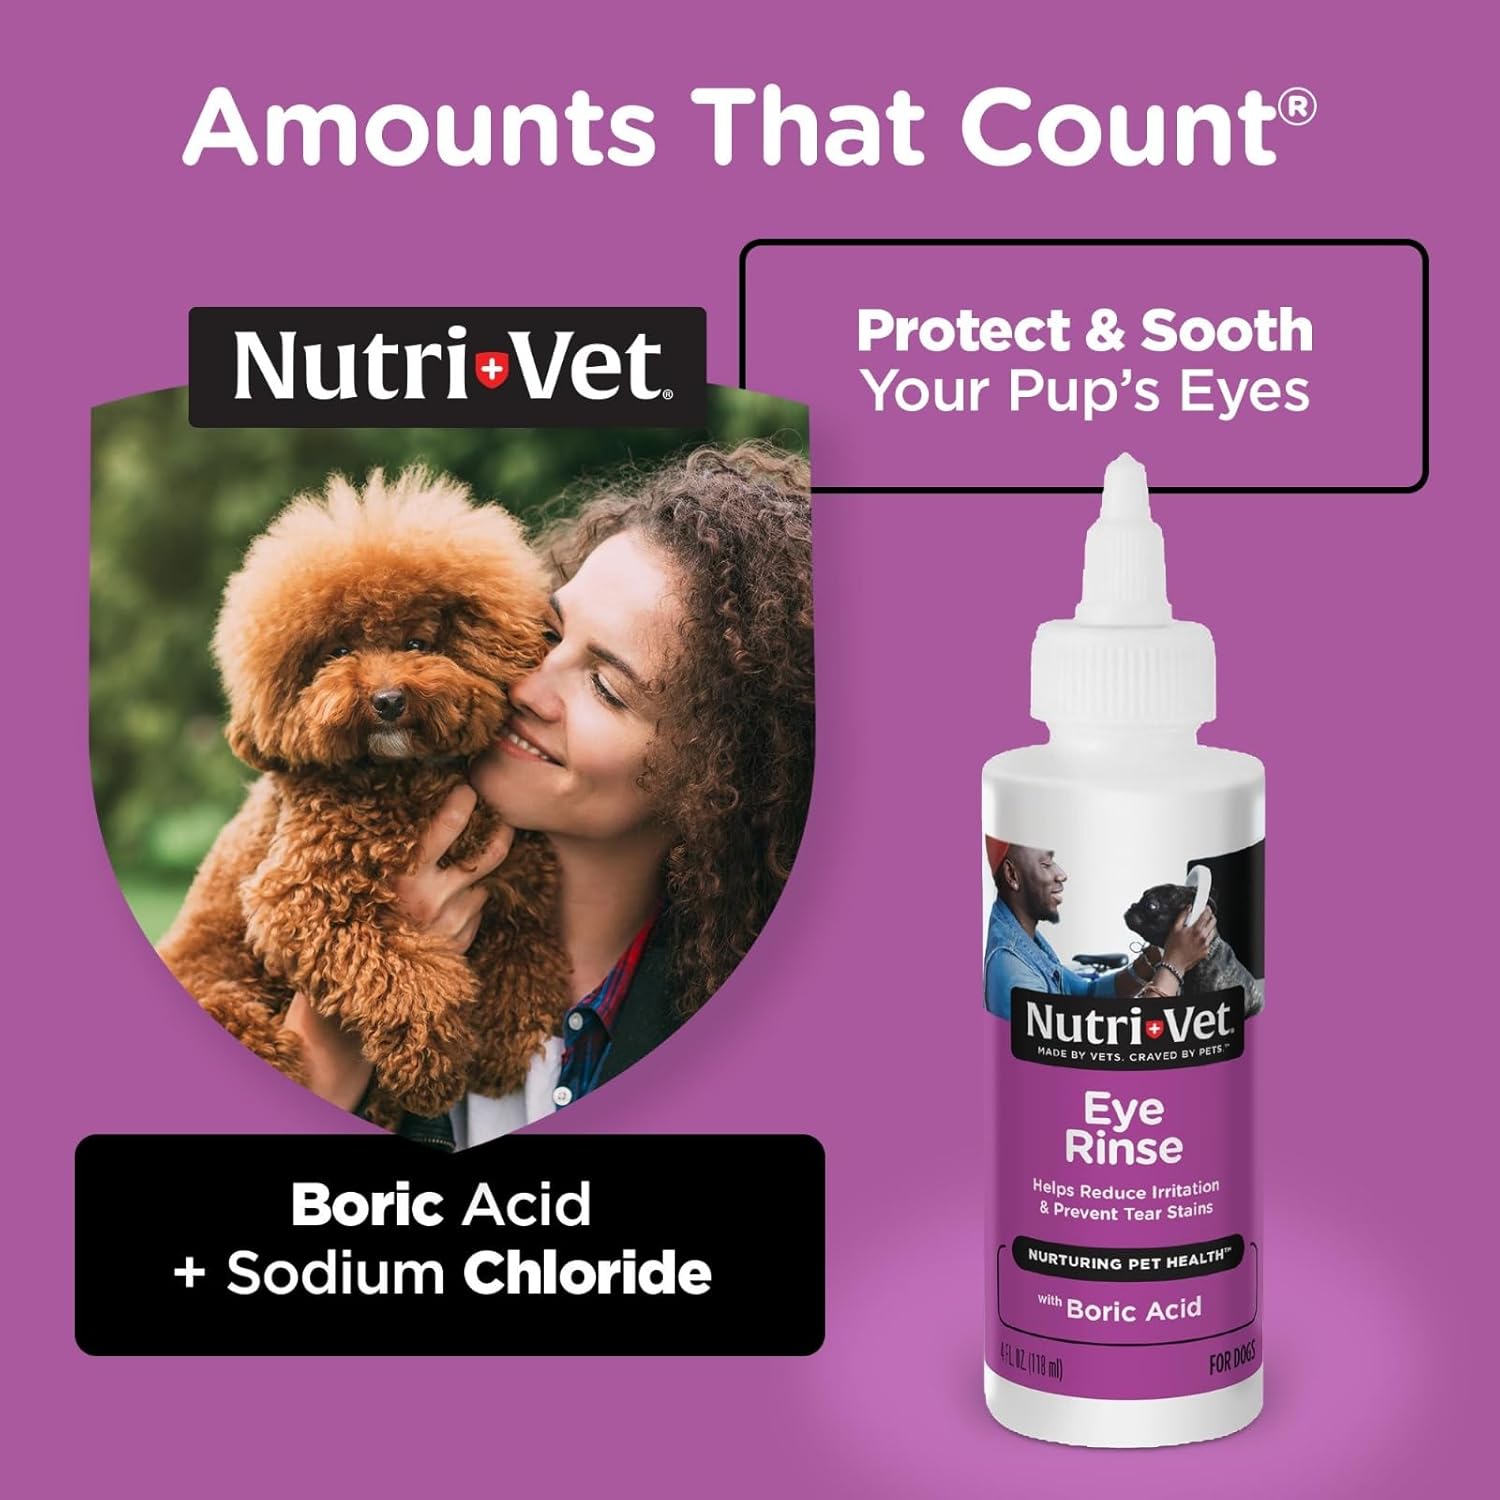 Amounts That Count®
Nutri+Vet®
Protect & Sooth
Your Pup's Eyes
Boric Acid
+ Sodium Chloride
Nutri+Vet®
MADE BY VETS. CRAVED BY PETS.™
Eye
Rinse
Helps Reduce Irritation
& Prevent Tear Stains
NURTURING PET HEALTH™
with Boric Acid
4 FL. OZ. (118 ml)
FOR DOGS